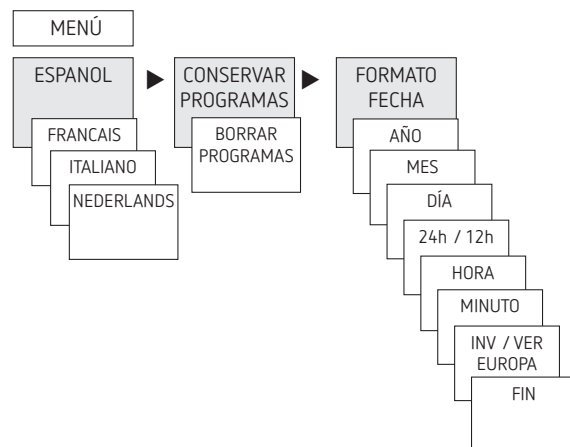 MENÚ
ESPANOL
FRANCAIS
ITALIANO
NEDERLANDS
CONSERVAR
PROGRAMAS
BORRAR
PROGRAMAS
FORMATO
FECHA
AÑO
MES
DÍA
24h / 12h
HORA
MINUTO
INV / VER
EUROPA
FIN